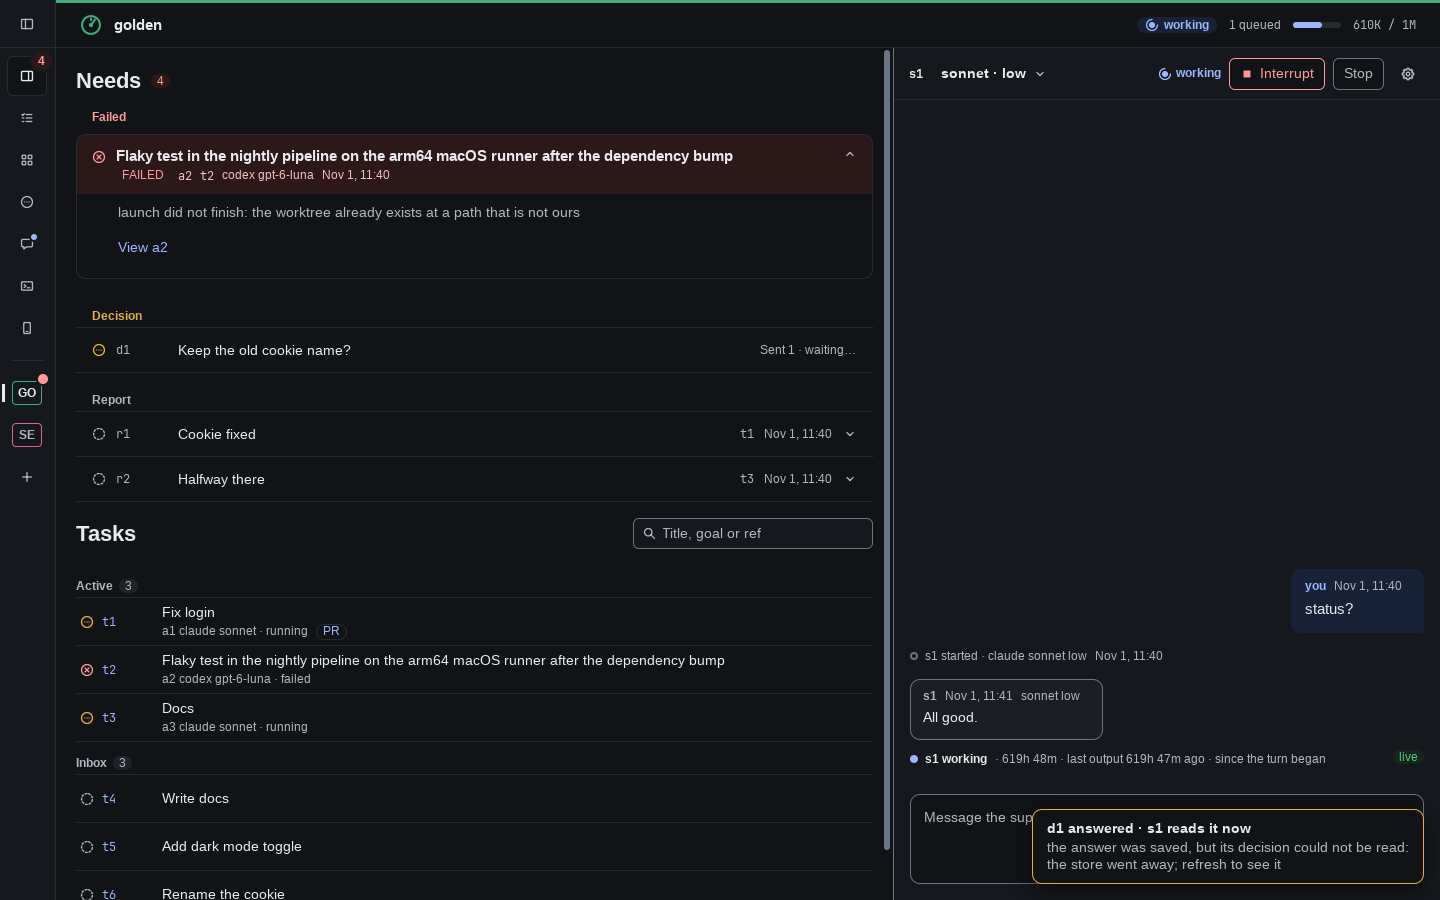 golden
working
1 queued
610K / 1M
4
GO
SE
Needs 4
Failed
Flaky test in the nightly pipeline on the arm64 macOS runner after the dependency bump
FAILED a2 t2 codex gpt-6-luna Nov 1, 11:40
launch did not finish: the worktree already exists at a path that is not ours
View a2
Decision
d1 Keep the old cookie name? Sent 1 · waiting…
Report
r1 Cookie fixed t1 Nov 1, 11:40
r2 Halfway there t3 Nov 1, 11:40
Tasks
Title, goal or ref
Active 3
t1 Fix login
a1 claude sonnet · running PR
t2 Flaky test in the nightly pipeline on the arm64 macOS runner after the dependency bump
a2 codex gpt-6-luna · failed
t3 Docs
a3 claude sonnet · running
Inbox 3
t4 Write docs
t5 Add dark mode toggle
t6 Rename the cookie
s1 sonnet · low
working
Interrupt
Stop
you Nov 1, 11:40
status?
s1 started · claude sonnet low Nov 1, 11:40
s1 Nov 1, 11:41 sonnet low
All good.
s1 working · 619h 48m · last output 619h 47m ago · since the turn began
live
Message the sup
d1 answered · s1 reads it now
the answer was saved, but its decision could not be read:
the store went away; refresh to see it